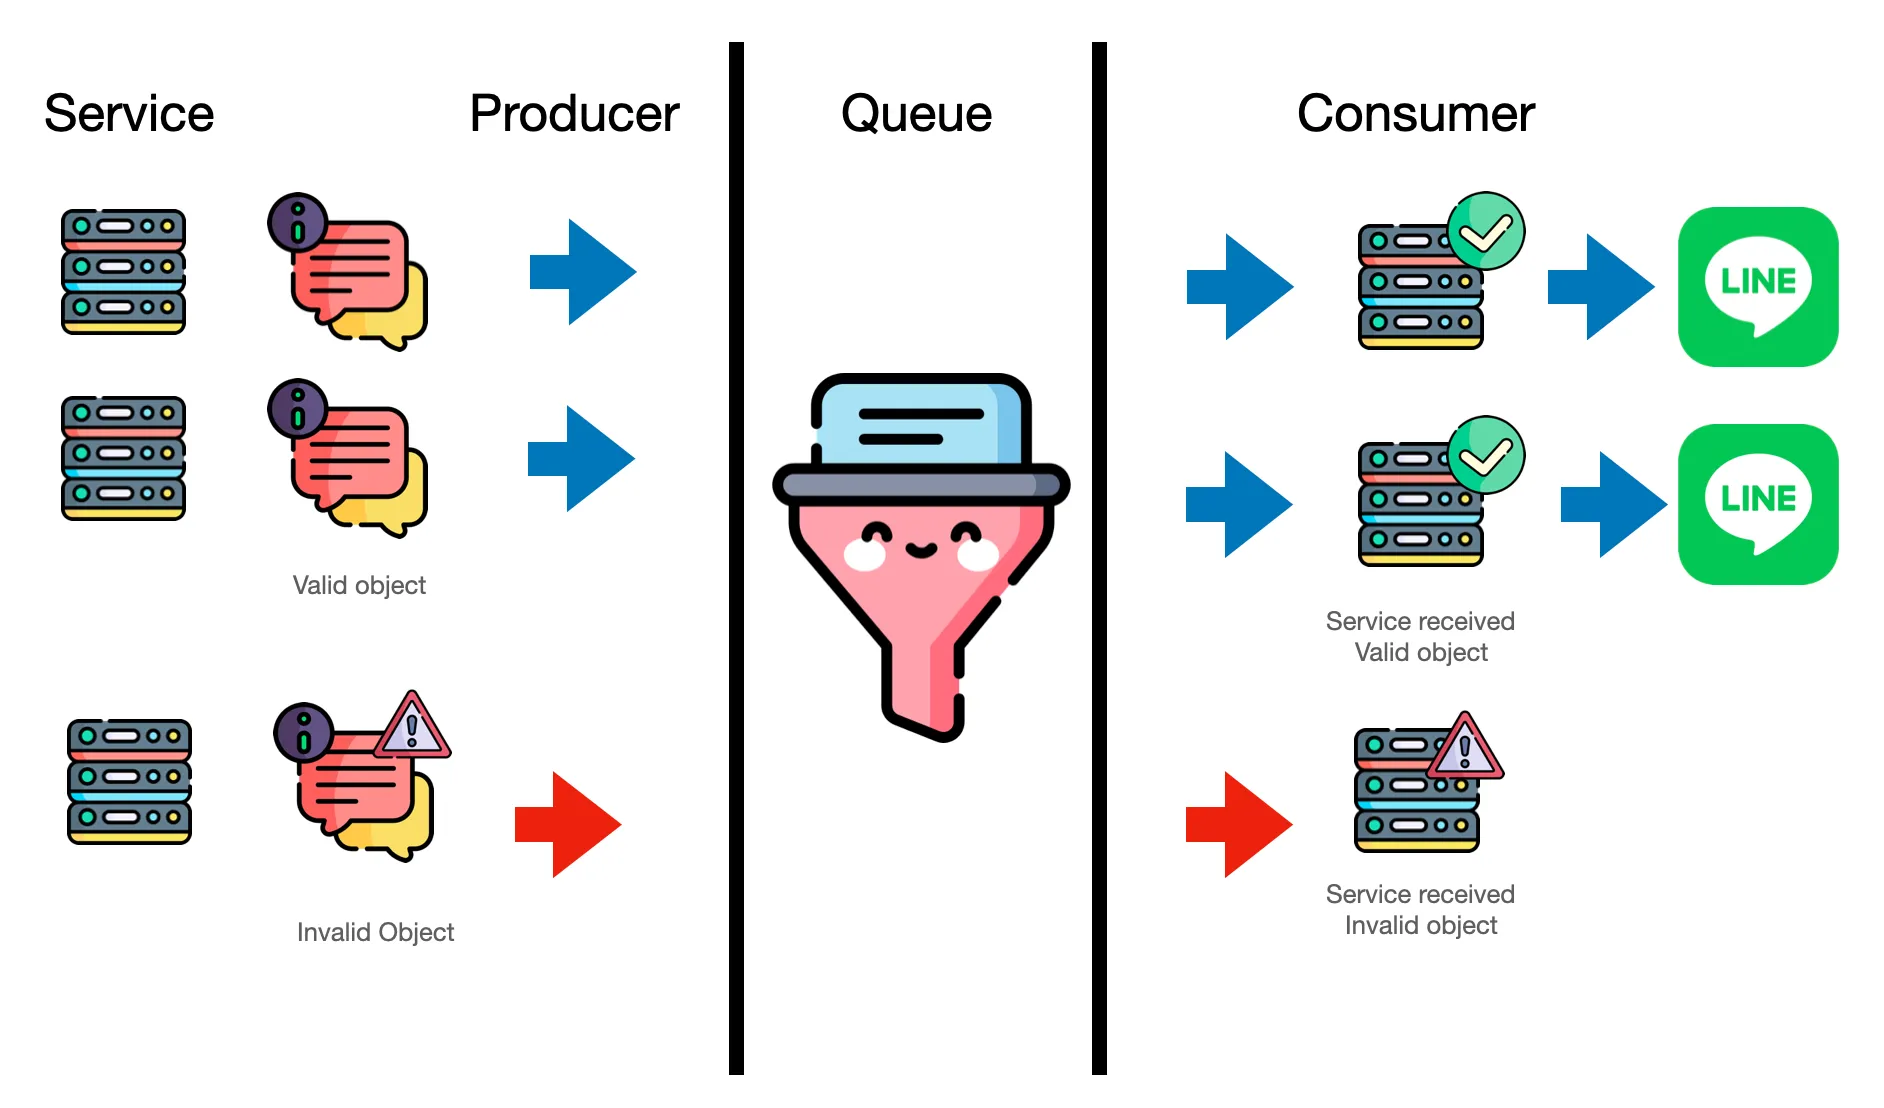 Service
Producer
Queue
Consumer
LINE
LINE
Valid object
Service received
Valid object
Invalid Object
Service received
Invalid object